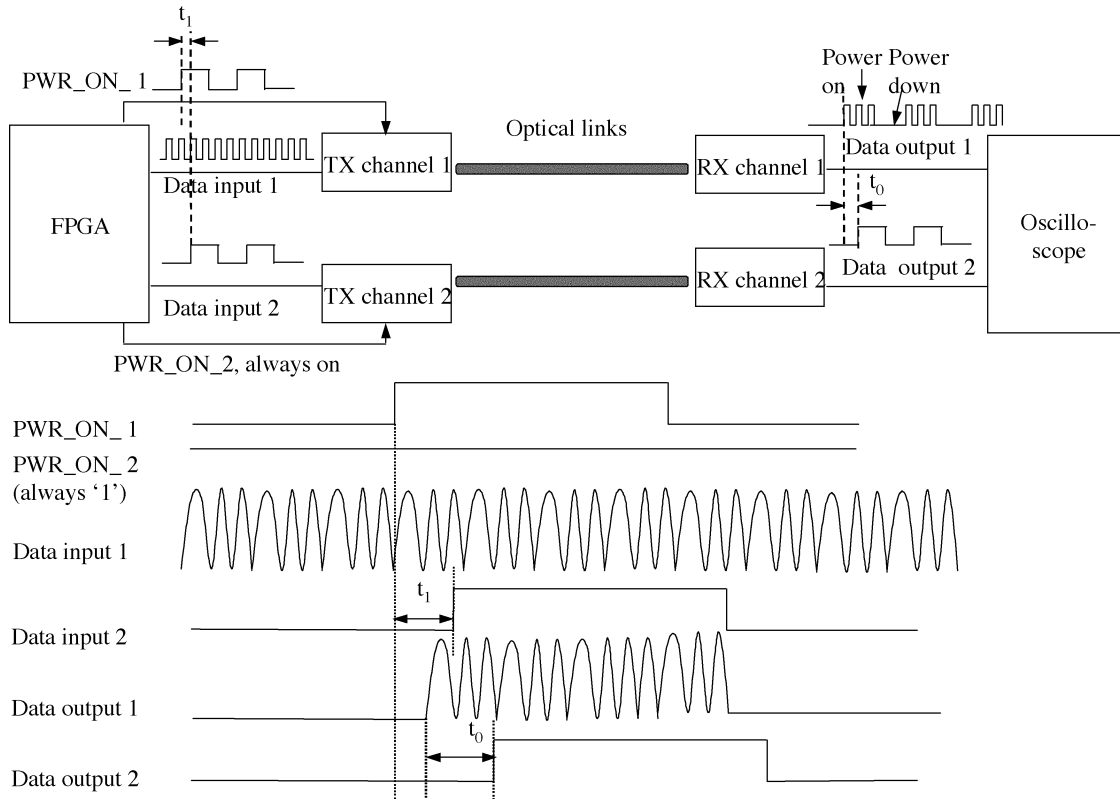 t1
PWR_ON_ 1
Power Power
on down
Optical links
TX channel 1
RX channel 1
Data output 1
Data input 1
t0
FPGA
Oscillo-
scope
TX channel 2
RX channel 2
Data output 2
Data input 2
PWR_ON_2, always on
PWR_ON_ 1
PWR_ON_ 2
(always ‘1’)
Data input 1
t1
Data input 2
Data output 1
t0
Data output 2